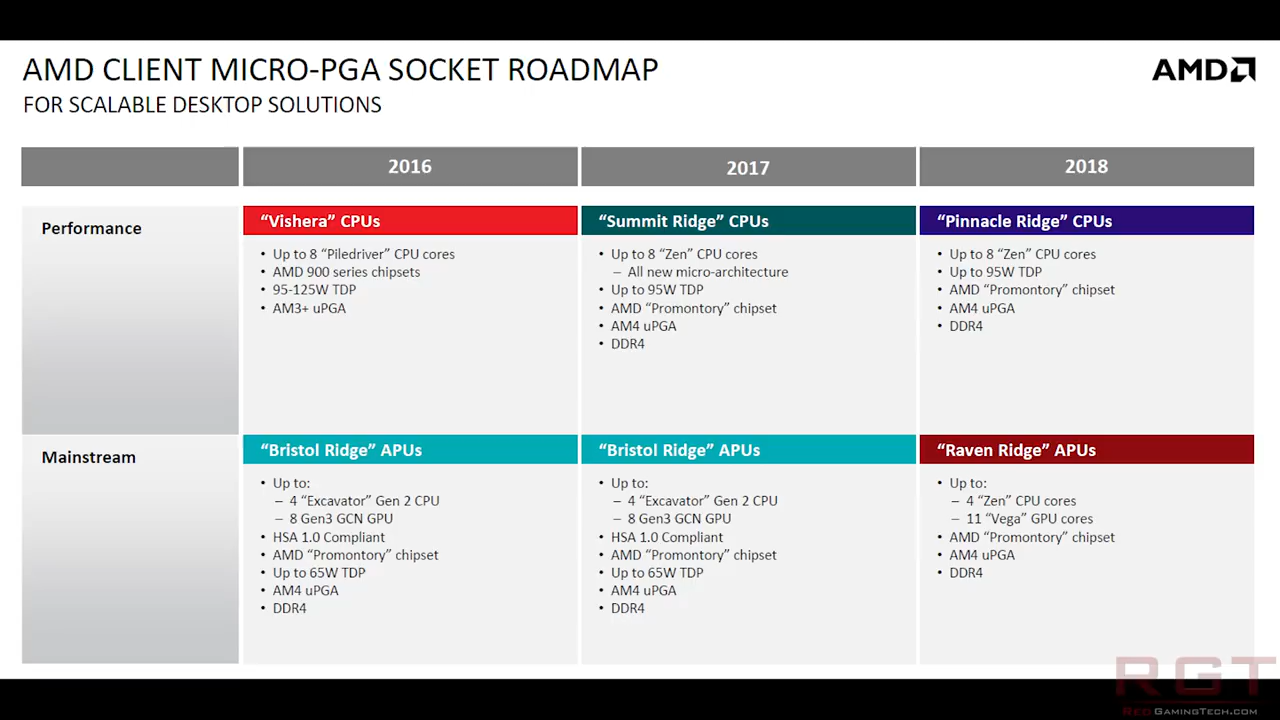 AMD CLIENT MICRO-PGA SOCKET ROADMAP
FOR SCALABLE DESKTOP SOLUTIONS
AMD
2016
2017
2018
Performance
“Vishera” CPUs
• Up to 8 “Piledriver” CPU cores
• AMD 900 series chipsets
• 95-125W TDP
• AM3+ uPGA
“Summit Ridge” CPUs
• Up to 8 “Zen” CPU cores
– All new micro-architecture
• Up to 95W TDP
• AMD “Promontory” chipset
• AM4 uPGA
• DDR4
“Pinnacle Ridge” CPUs
• Up to 8 “Zen” CPU cores
• Up to 95W TDP
• AMD “Promontory” chipset
• AM4 uPGA
• DDR4
Mainstream
“Bristol Ridge” APUs
• Up to:
– 4 “Excavator” Gen 2 CPU
– 8 Gen3 GCN GPU
• HSA 1.0 Compliant
• AMD “Promontory” chipset
• Up to 65W TDP
• AM4 uPGA
• DDR4
“Bristol Ridge” APUs
• Up to:
– 4 “Excavator” Gen 2 CPU
– 8 Gen3 GCN GPU
• HSA 1.0 Compliant
• AMD “Promontory” chipset
• Up to 65W TDP
• AM4 uPGA
• DDR4
“Raven Ridge” APUs
• Up to:
– 4 “Zen” CPU cores
– 11 “Vega” GPU cores
• AMD “Promontory” chipset
• AM4 uPGA
• DDR4
RGT
RedGamingTech.com